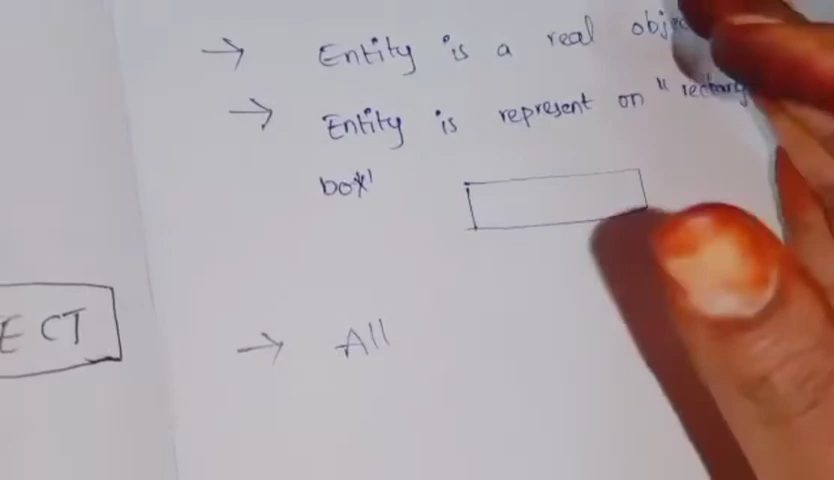 → Entity is a real
→ Entity is represent on "
box'
ECT
→ All